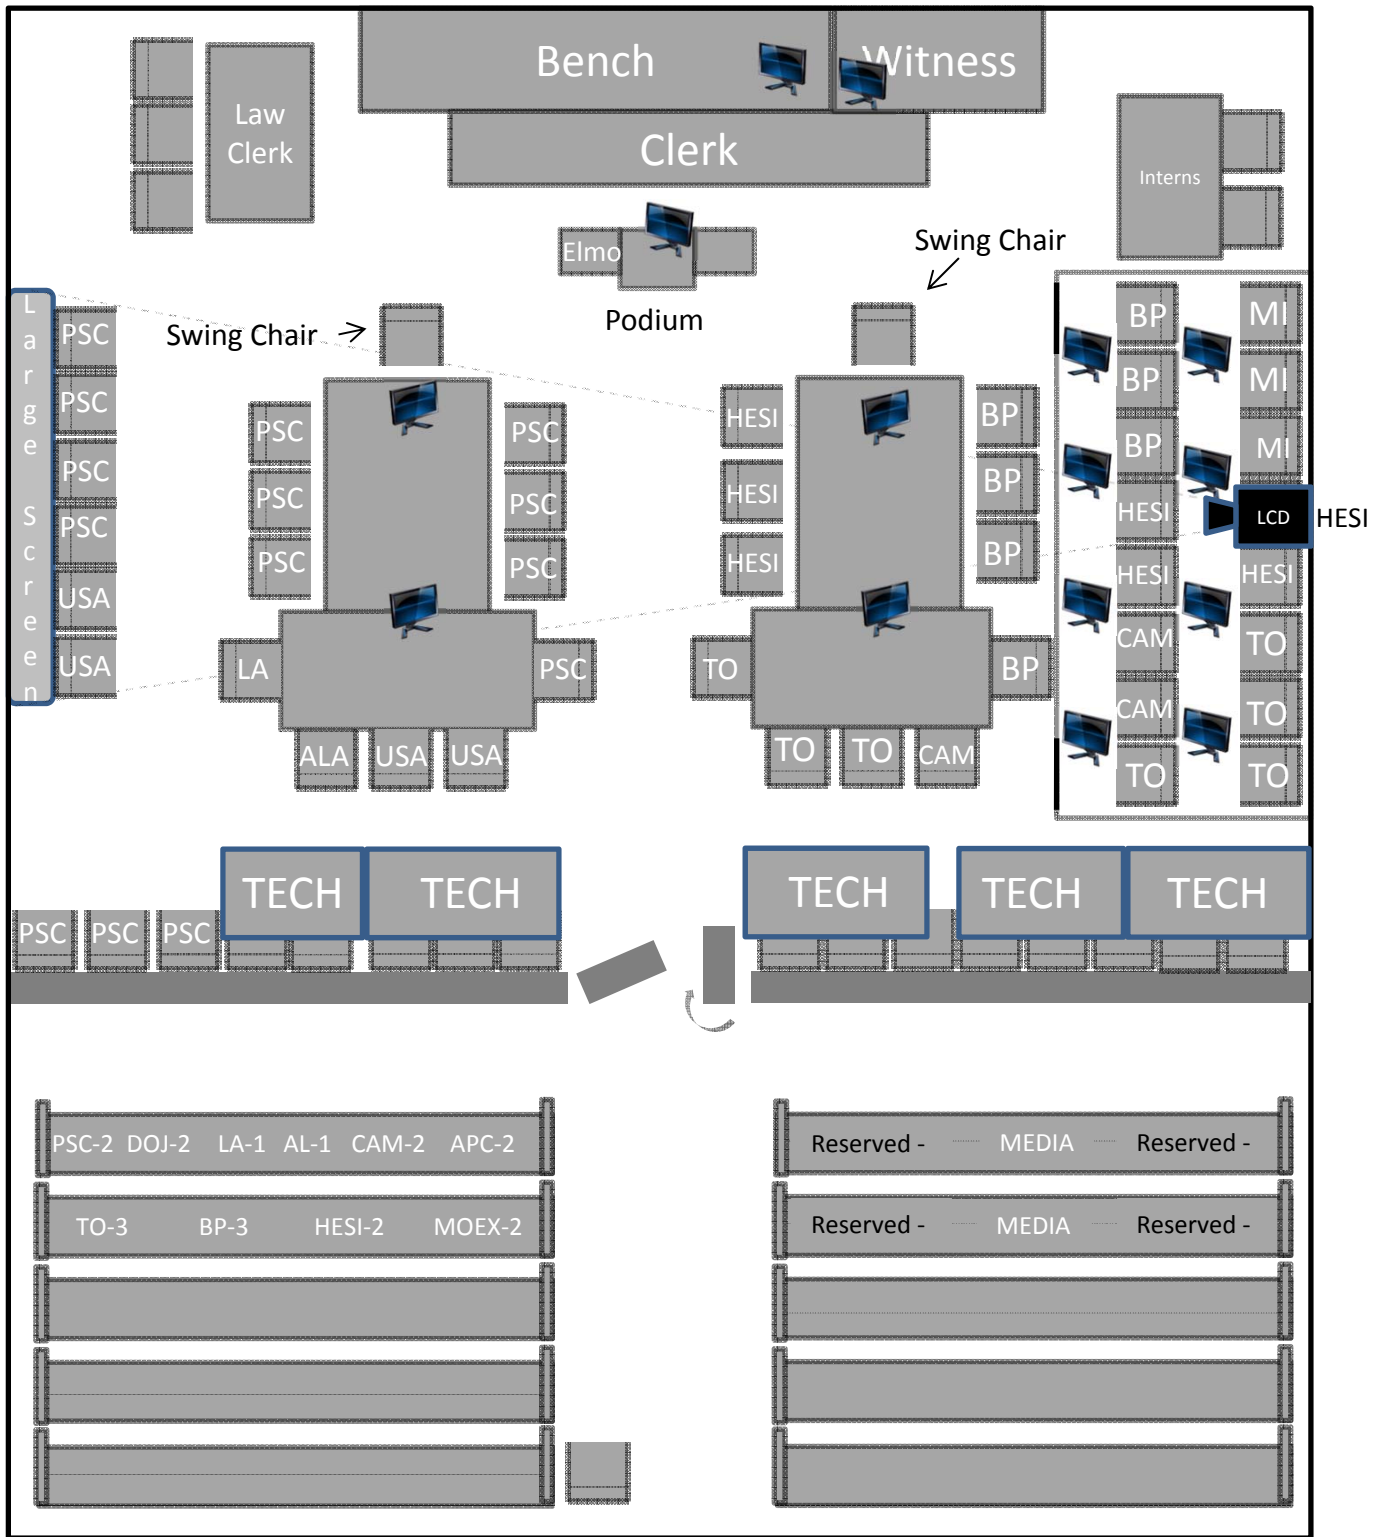 Bench
Witness
Law
Clerk
Clerk
Interns
Elmo
Podium
Swing Chair
Swing Chair
Large Screen
PSC
PSC
PSC
PSC
USA
USA
PSC
PSC
PSC
LA
PSC
PSC
PSC
PSC
ALA USA USA
HESI
HESI
HESI
TO
BP
BP
BP
BP
TO TO CAM
BP
BP
BP
HESI
HESI
CAM
CAM
TO
MI
MI
MI
LCD HESI
HESI
TO
TO
TO
TECH TECH TECH TECH TECH
PSC PSC PSC
PSC-2 DOJ-2 LA-1 AL-1 CAM-2 APC-2
TO-3 BP-3 HESI-2 MOEX-2
Reserved - MEDIA Reserved -
Reserved - MEDIA Reserved -